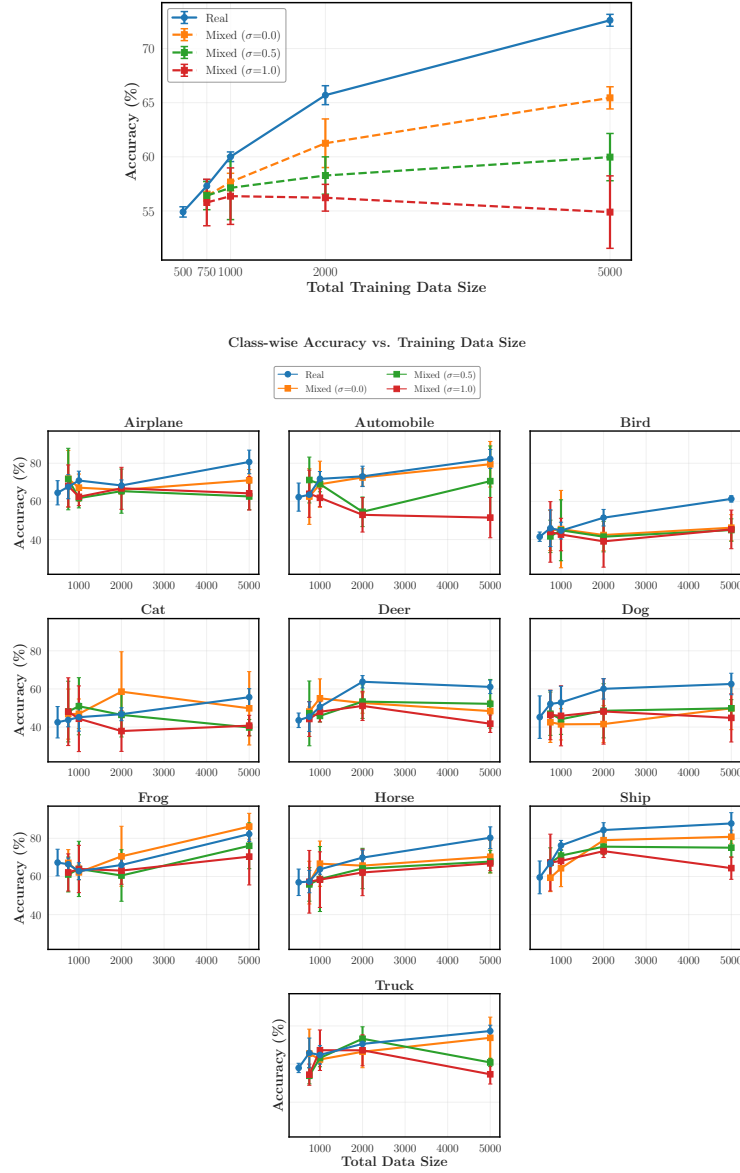 Real
Mixed (σ=0.0)
Mixed (σ=0.5)
Mixed (σ=1.0)
Accuracy (%)
70
65
60
55
500 750 1000 2000 5000
Total Training Data Size
Class-wise Accuracy vs. Training Data Size
Real Mixed (σ=0.5)
Mixed (σ=0.0) Mixed (σ=1.0)
Airplane Automobile Bird
Accuracy (%)
80
60
40
1000 2000 3000 4000 5000 1000 2000 3000 4000 5000 1000 2000 3000 4000 5000
Cat Deer Dog
Accuracy (%)
80
60
40
1000 2000 3000 4000 5000 1000 2000 3000 4000 5000 1000 2000 3000 4000 5000
Frog Horse Ship
Accuracy (%)
80
60
40
1000 2000 3000 4000 5000 1000 2000 3000 4000 5000 1000 2000 3000 4000 5000
Truck
Accuracy (%)
1000 2000 3000 4000 5000
Total Data Size